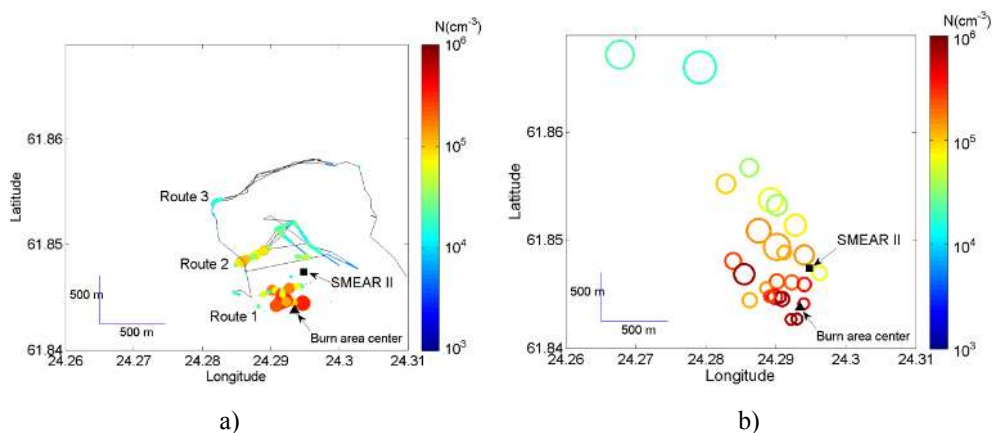 N(cm⁻³)
10⁶
10⁵
10⁴
10³
61.86
61.85
61.84
Latitude
Route 3
Route 2
Route 1
SMEAR II
Burn area center
500 m
500 m
24.26 24.27 24.28 24.29 24.3 24.31
Longitude
a)
N(cm⁻³)
10⁶
10⁵
10⁴
10³
61.86
61.85
61.84
Latitude
SMEAR II
Burn area center
500 m
500 m
24.26 24.27 24.28 24.29 24.3 24.31
Longitude
b)